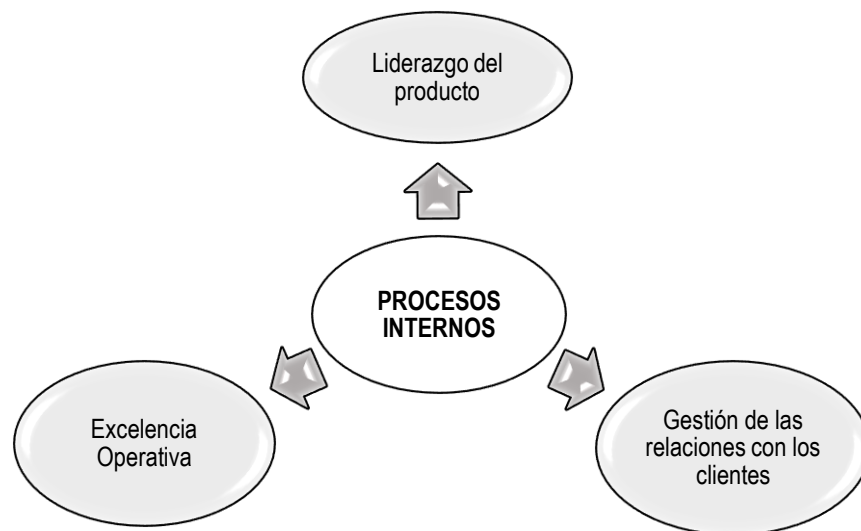 Liderazgo del
producto
PROCESOS
INTERNOS
Excelencia
Operativa
Gestión de las
relaciones con los
clientes